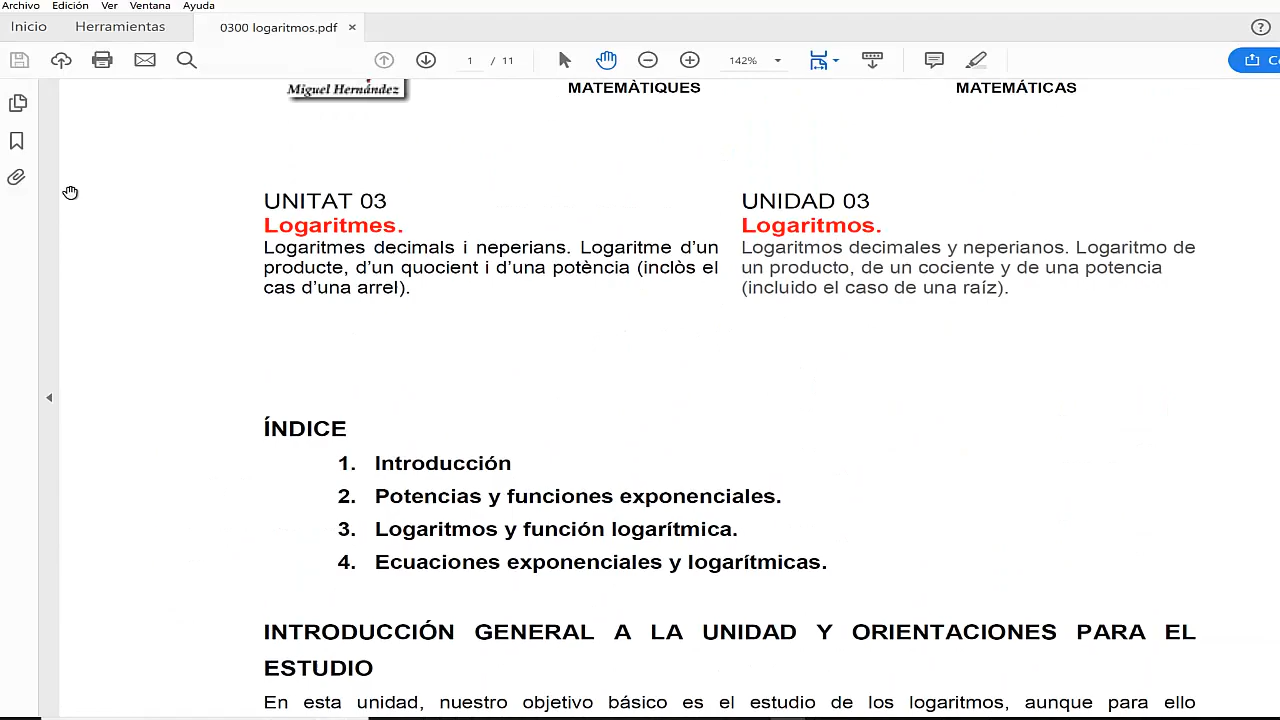 Archivo Edición Ver Ventana Ayuda
Inicio Herramientas 0300 logaritmos.pdf ×
1 / 11 142%
Miguel Hernández MATEMÀTIQUES MATEMÁTICAS
UNITAT 03
Logaritmes.
Logaritmes decimals i neperians. Logaritme d’un
producte, d’un quocient i d’una potència (inclòs el
cas d’una arrel).
UNIDAD 03
Logaritmos.
Logaritmos decimales y neperianos. Logaritmo de
un producto, de un cociente y de una potencia
(incluido el caso de una raíz).
ÍNDICE
1. Introducción
2. Potencias y funciones exponenciales.
3. Logaritmos y función logarítmica.
4. Ecuaciones exponenciales y logarítmicas.
INTRODUCCIÓN GENERAL A LA UNIDAD Y ORIENTACIONES PARA EL
ESTUDIO
En esta unidad, nuestro objetivo básico es el estudio de los logaritmos, aunque para ello